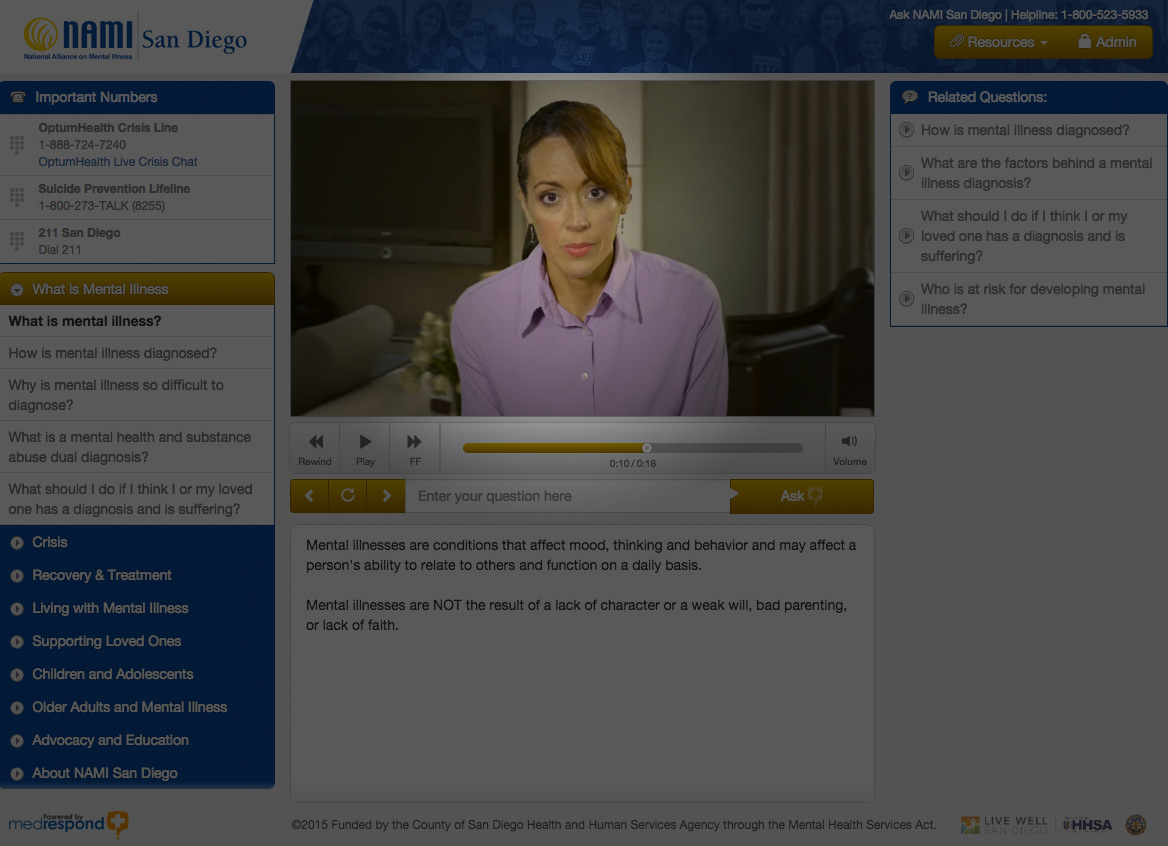 NAMI
San Diego
National Alliance on Mental Illness
Ask NAMI San Diego | Helpline: 1-800-523-5933
Resources
Admin
Important Numbers
OptumHealth Crisis Line
1-888-724-7240
OptumHealth Live Crisis Chat
Suicide Prevention Lifeline
1-800-273-TALK (8255)
211 San Diego
Dial 211
What is Mental Illness
What is mental illness?
How is mental illness diagnosed?
Why is mental illness so difficult to
diagnose?
What is a mental health and substance
abuse dual diagnosis?
What should I do if I think I or my loved
one has a diagnosis and is suffering?
Crisis
Recovery & Treatment
Living with Mental Illness
Supporting Loved Ones
Children and Adolescents
Older Adults and Mental Illness
Advocacy and Education
About NAMI San Diego
Rewind
Play
FF
0:10 / 0:18
Volume
Enter your question here
Ask
Mental illnesses are conditions that affect mood, thinking and behavior and may affect a
person's ability to relate to others and function on a daily basis.
Mental illnesses are NOT the result of a lack of character or a weak will, bad parenting,
or lack of faith.
Related Questions:
How is mental illness diagnosed?
What are the factors behind a mental
illness diagnosis?
What should I do if I think I or my
loved one has a diagnosis and is
suffering?
Who is at risk for developing mental
illness?
Powered by
medrespond
©2015 Funded by the County of San Diego Health and Human Services Agency through the Mental Health Services Act.
LIVE WELL
SAN DIEGO
HHSA